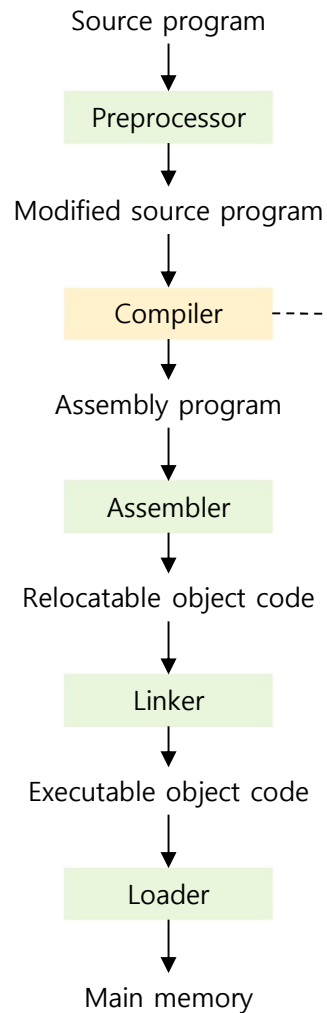 Source program
Preprocessor
Modified source program
Compiler
Assembly program
Assembler
Relocatable object code
Linker
Executable object code
Loader
Main memory